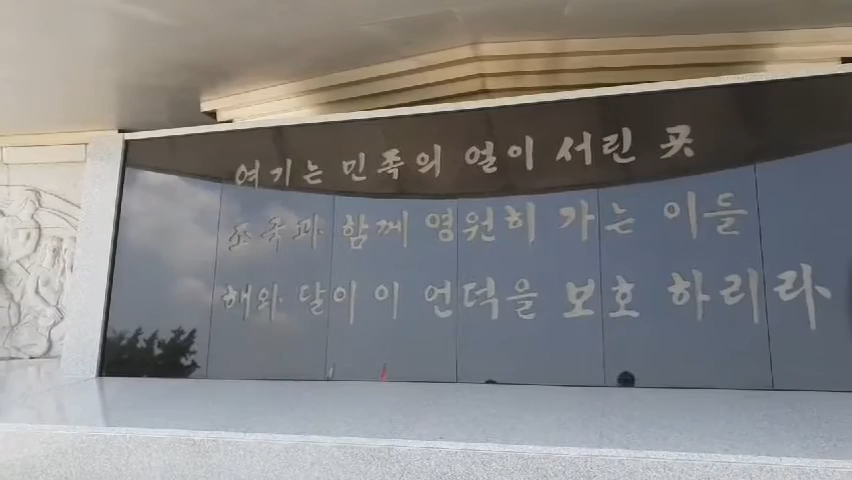 여기는 민족의 얼이 서린 곳
조국과 함께 영원히 가는 이들
해와 달이 이 언덕을 보호 하리라